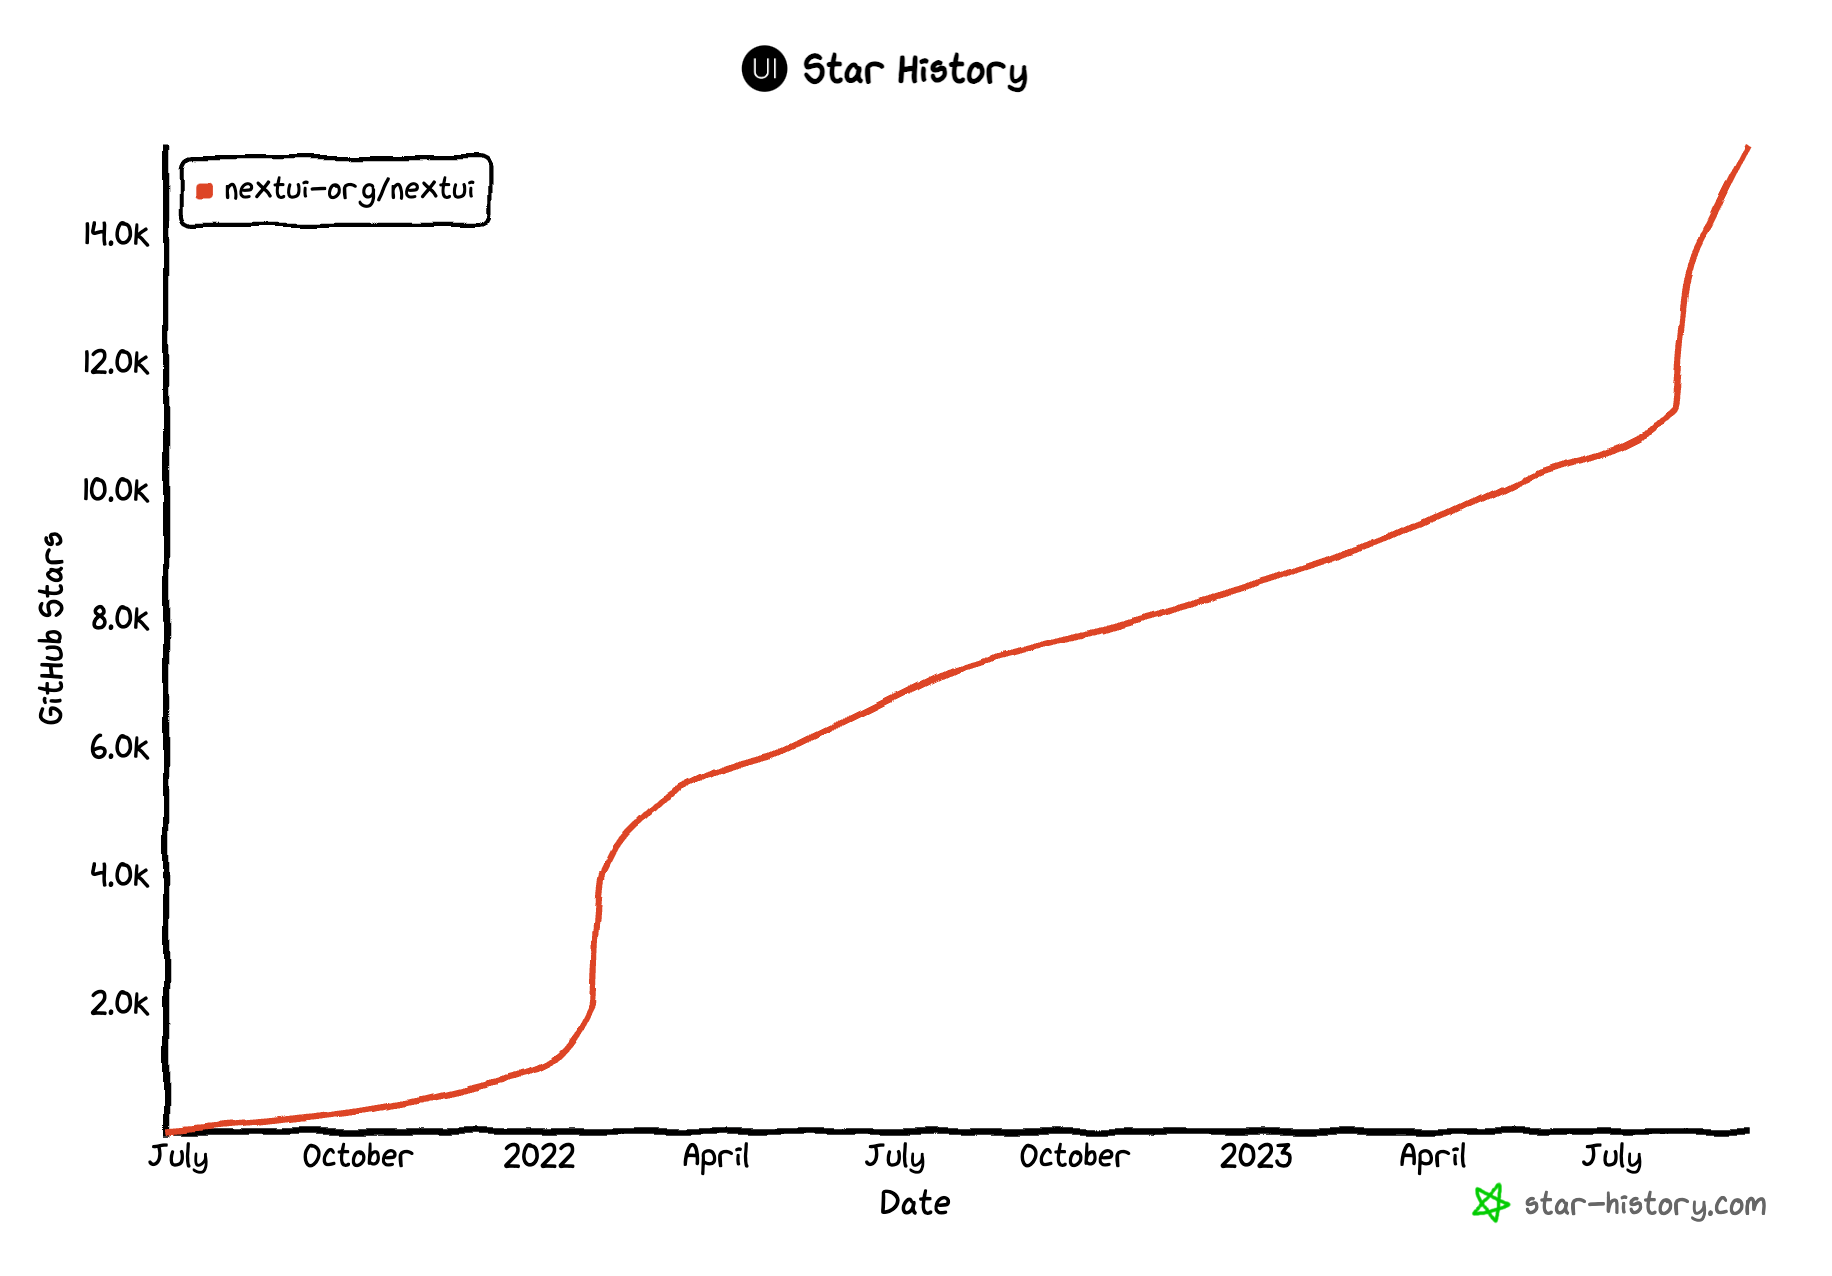 UI Star History
nextui-org/nextui
14.0k
12.0k
10.0k
8.0k
6.0k
4.0k
2.0k
GitHub Stars
July October 2022 April July October 2023 April July
Date
star-history.com